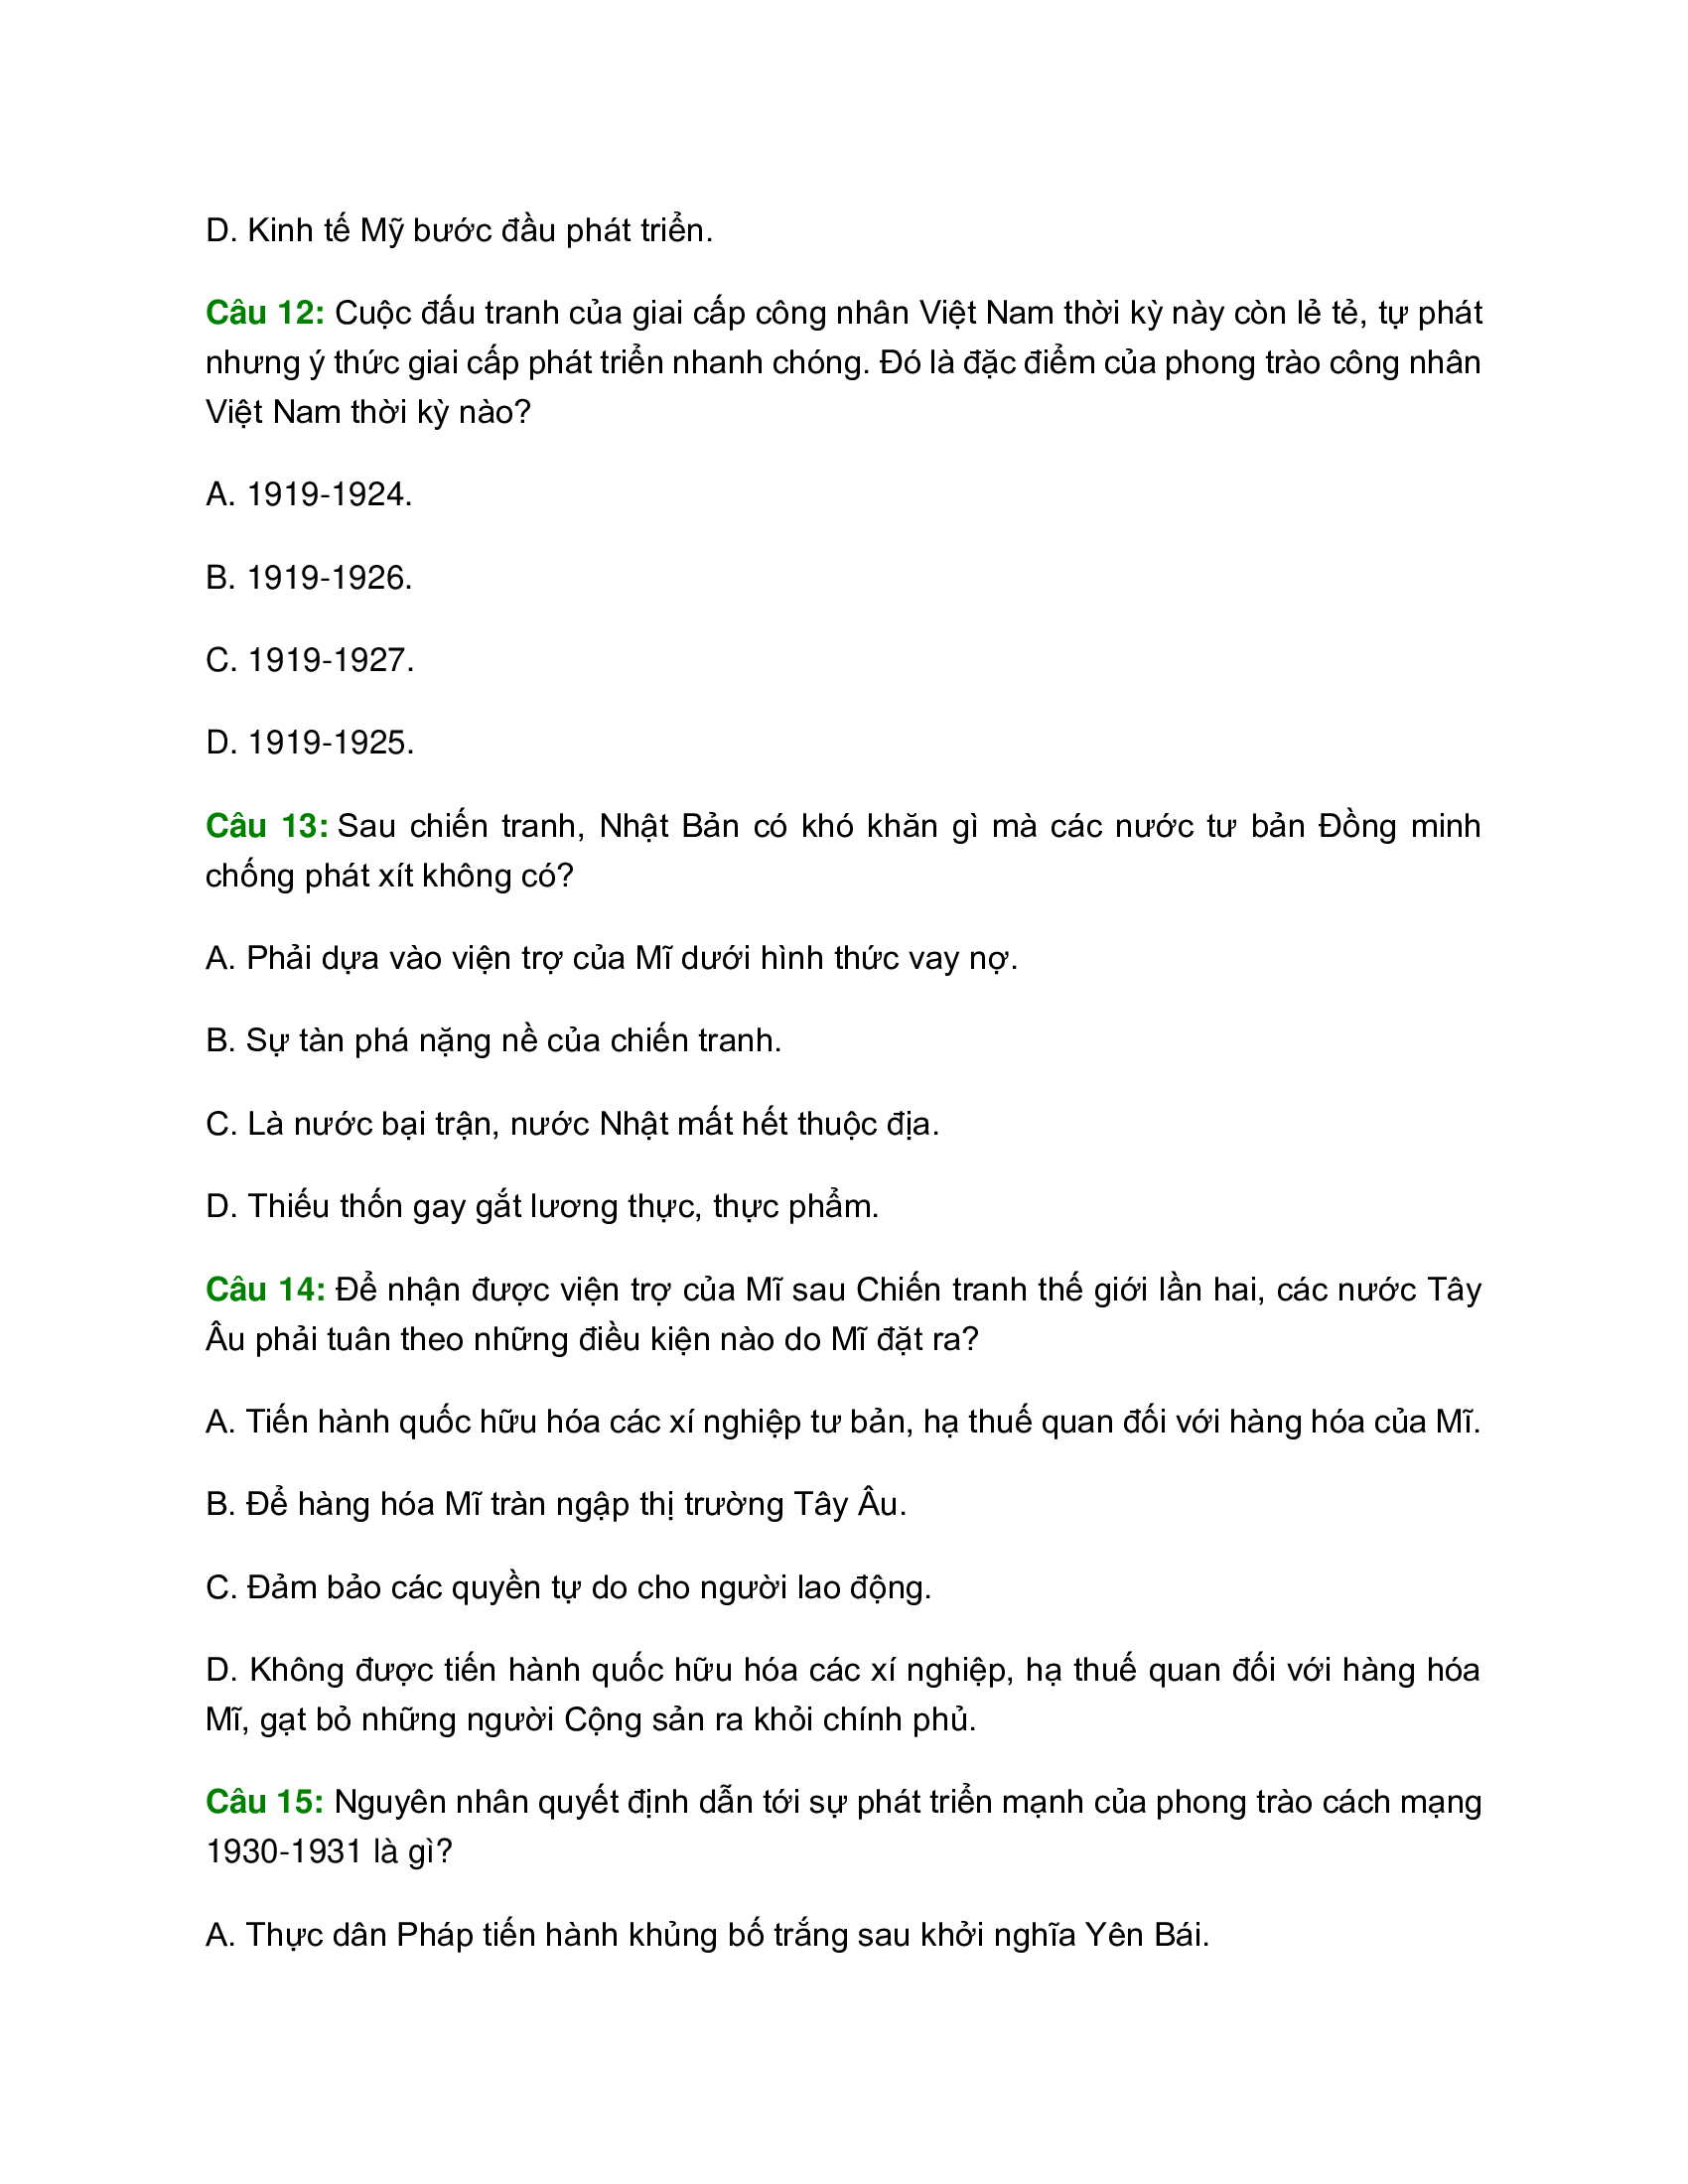 D. Kinh tế Mỹ bước đầu phát triển.
Câu 12: Cuộc đấu tranh của giai cấp công nhân Việt Nam thời kỳ này còn lẻ tẻ, tự phát
nhưng ý thức giai cấp phát triển nhanh chóng. Đó là đặc điểm của phong trào công nhân
Việt Nam thời kỳ nào?
A. 1919-1924.
B. 1919-1926.
C. 1919-1927.
D. 1919-1925.
Câu 13: Sau chiến tranh, Nhật Bản có khó khăn gì mà các nước tư bản Đồng minh
chống phát xít không có?
A. Phải dựa vào viện trợ của Mĩ dưới hình thức vay nợ.
B. Sự tàn phá nặng nề của chiến tranh.
C. Là nước bại trận, nước Nhật mất hết thuộc địa.
D. Thiếu thốn gay gắt lương thực, thực phẩm.
Câu 14: Để nhận được viện trợ của Mĩ sau Chiến tranh thế giới lần hai, các nước Tây
Âu phải tuân theo những điều kiện nào do Mĩ đặt ra?
A. Tiến hành quốc hữu hóa các xí nghiệp tư bản, hạ thuế quan đối với hàng hóa của Mĩ.
B. Để hàng hóa Mĩ tràn ngập thị trường Tây Âu.
C. Đảm bảo các quyền tự do cho người lao động.
D. Không được tiến hành quốc hữu hóa các xí nghiệp, hạ thuế quan đối với hàng hóa
Mĩ, gạt bỏ những người Cộng sản ra khỏi chính phủ.
Câu 15: Nguyên nhân quyết định dẫn tới sự phát triển mạnh của phong trào cách mạng
1930-1931 là gì?
A. Thực dân Pháp tiến hành khủng bố trắng sau khởi nghĩa Yên Bái.